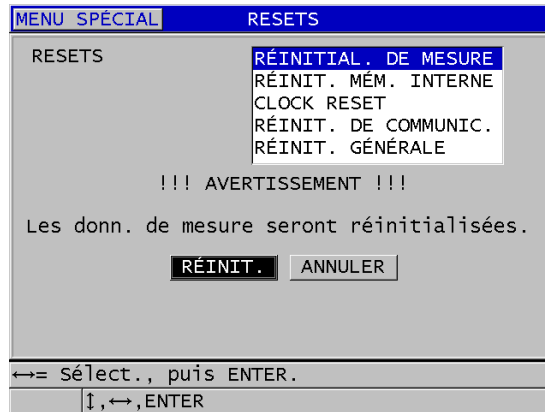 MENU SPÉCIAL RESETS
RESETS
RÉINITIAL. DE MESURE
RÉINIT. MÉM. INTERNE
CLOCK RESET
RÉINIT. DE COMMUNIC.
RÉINIT. GÉNÉRALE
!!! AVERTISSEMENT !!!
Les donn. de mesure seront réinitialisées.
RÉINIT. ANNULER
↔= Sélect., puis ENTER.
↕,↔,ENTER